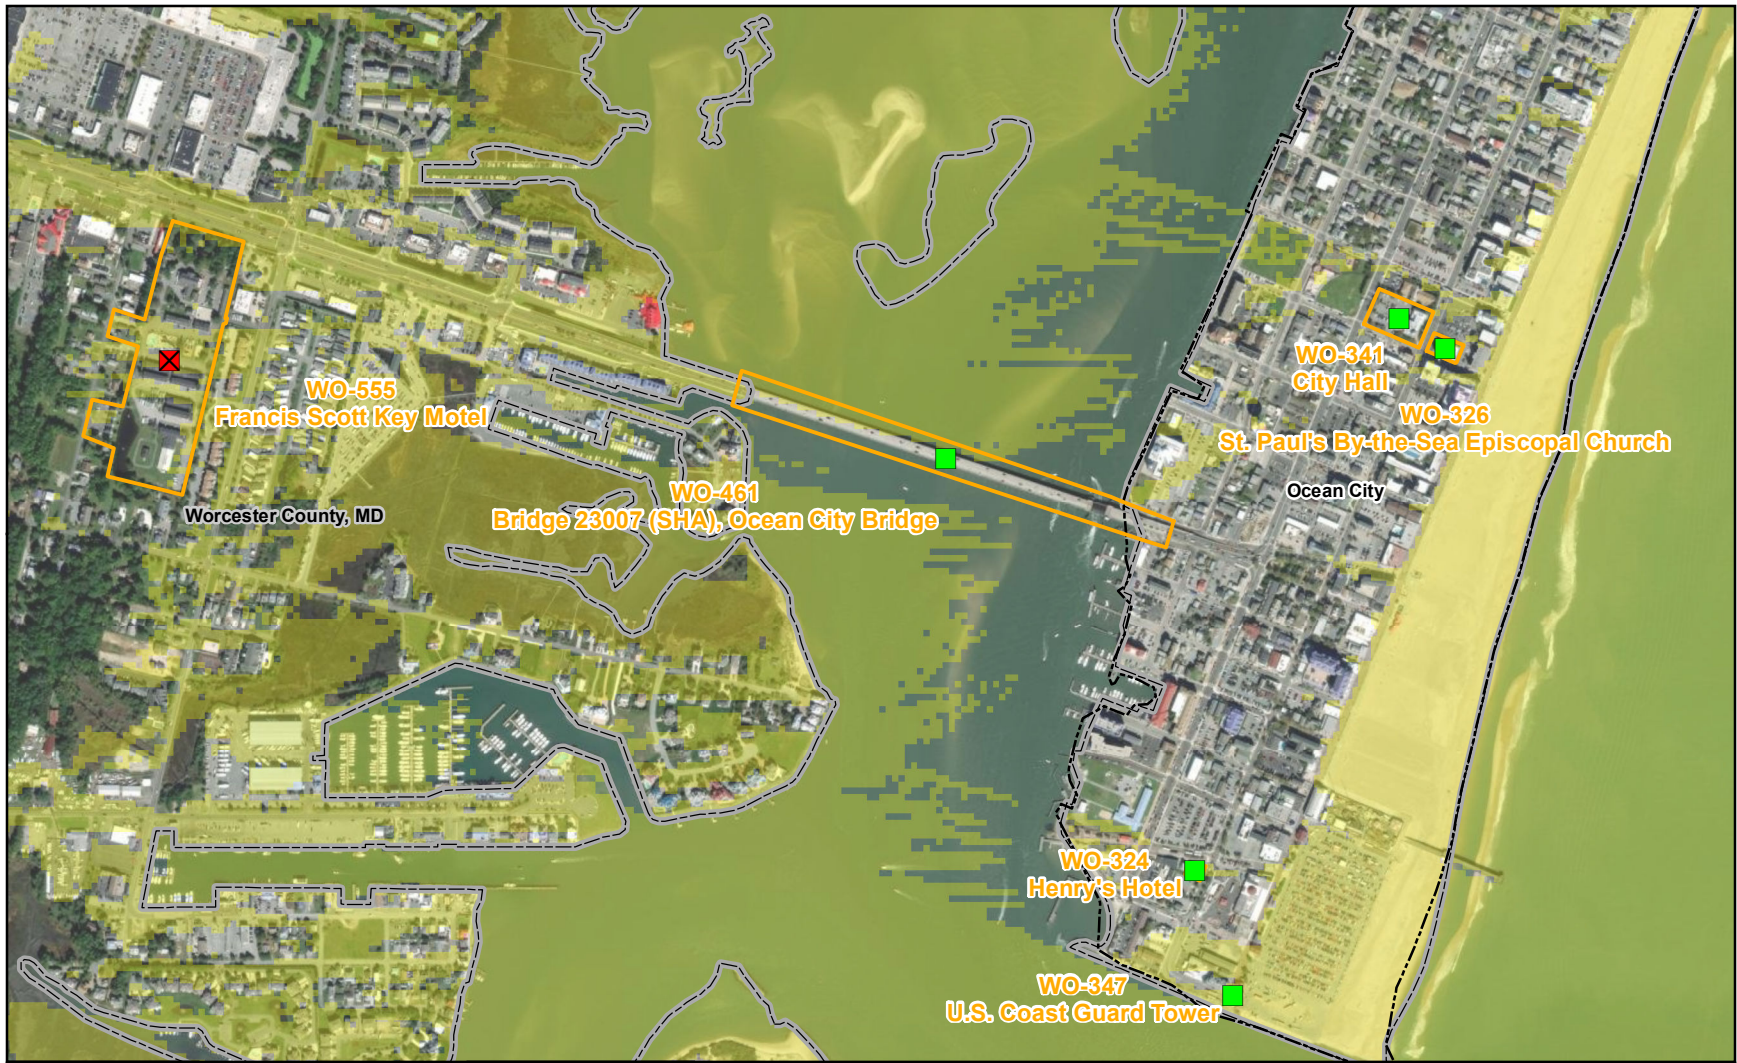 WO-341
City Hall
WO-555
Francis Scott Key Motel
WO-326
St. Paul's By-the-Sea Episcopal Church
WO-461
Bridge 23007 (SHA), Ocean City Bridge
Ocean City
Worcester County, MD
WO-324
Henry's Hotel
WO-347
U.S. Coast Guard Tower